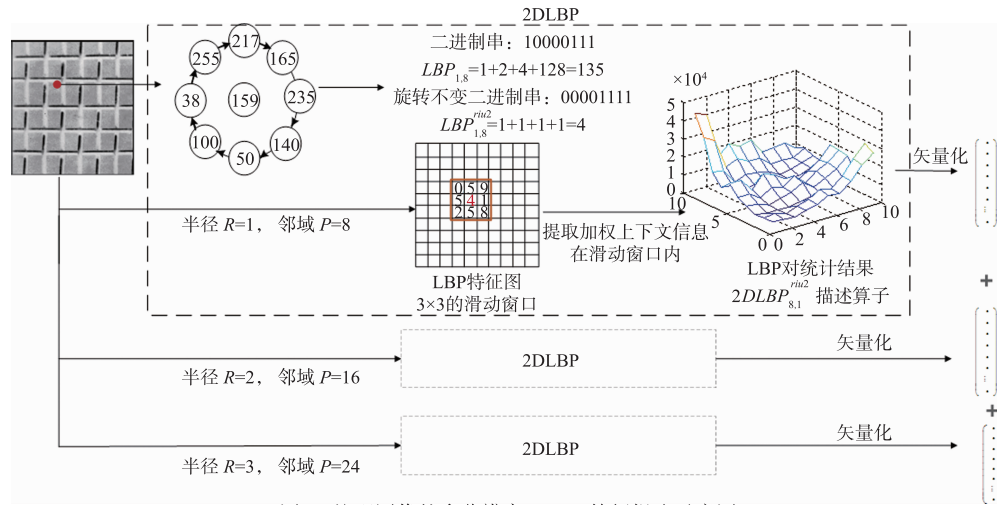 2DLBP
217
255
165
38
159
235
100
140
50
二进制串：10000111
LBP1,8=1+2+4+128=135
旋转不变二进制串：00001111
LBP1,8riu2=1+1+1+1=4
×10⁴
5
4
3
2
1
0
10
5
0
0
2
4
6
8
10
矢量化
0 5 9
5 4 1
2 5 8
半径 R=1， 邻域 P=8
提取加权上下文信息
在滑动窗口内
LBP特征图
3×3的滑动窗口
LBP对统计结果
2DLBP8,1riu2 描述算子
+
半径 R=2， 邻域 P=16
2DLBP
矢量化
+
半径 R=3， 邻域 P=24
2DLBP
矢量化